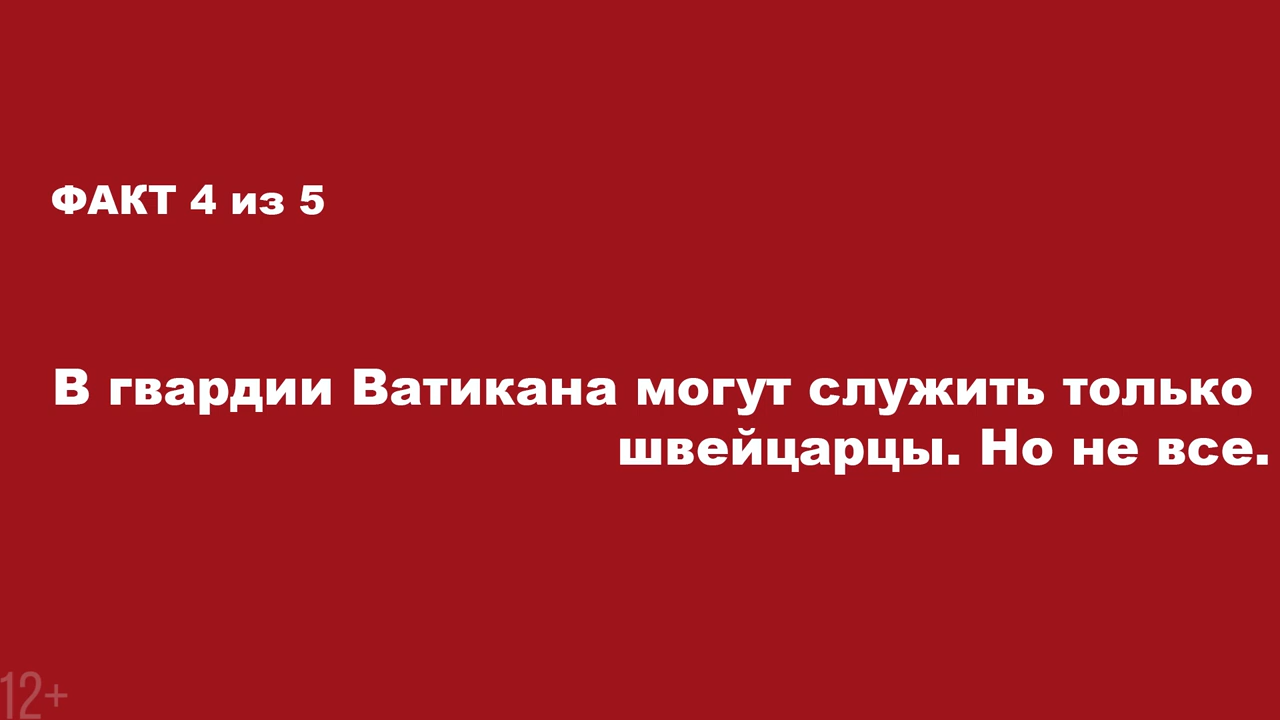 ФАКТ 4 из 5
В гвардии Ватикана могут служить только
швейцарцы. Но не все.
12+